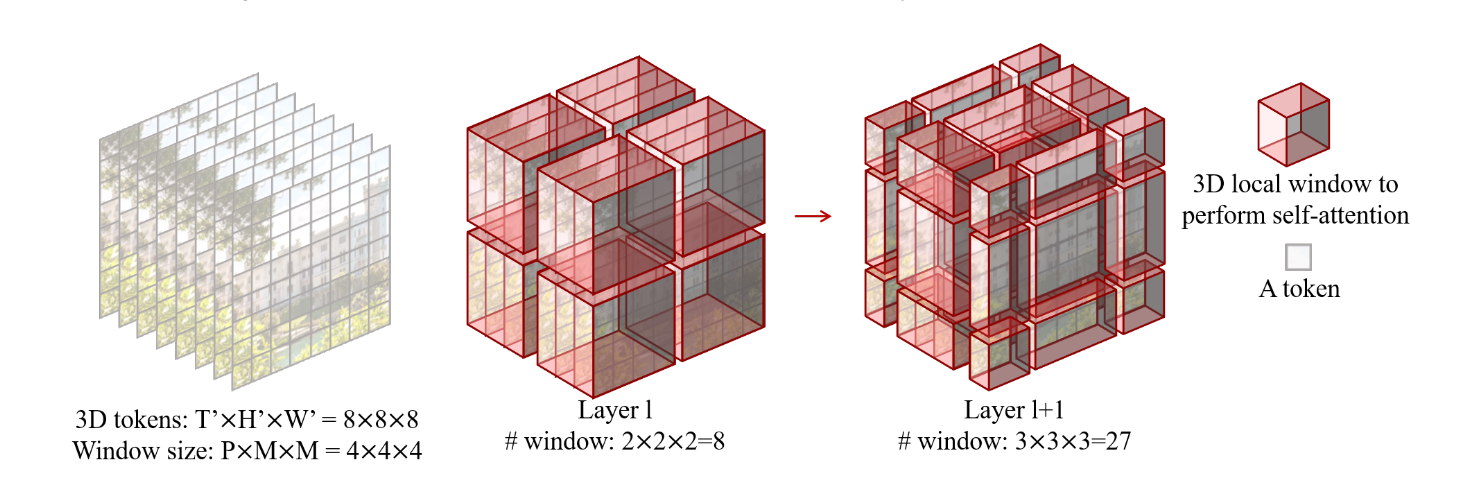 3D tokens: T’×H’×W’ = 8×8×8
Window size: P×M×M = 4×4×4
Layer l
# window: 2×2×2=8
Layer l+1
# window: 3×3×3=27
3D local window to
perform self-attention
A token